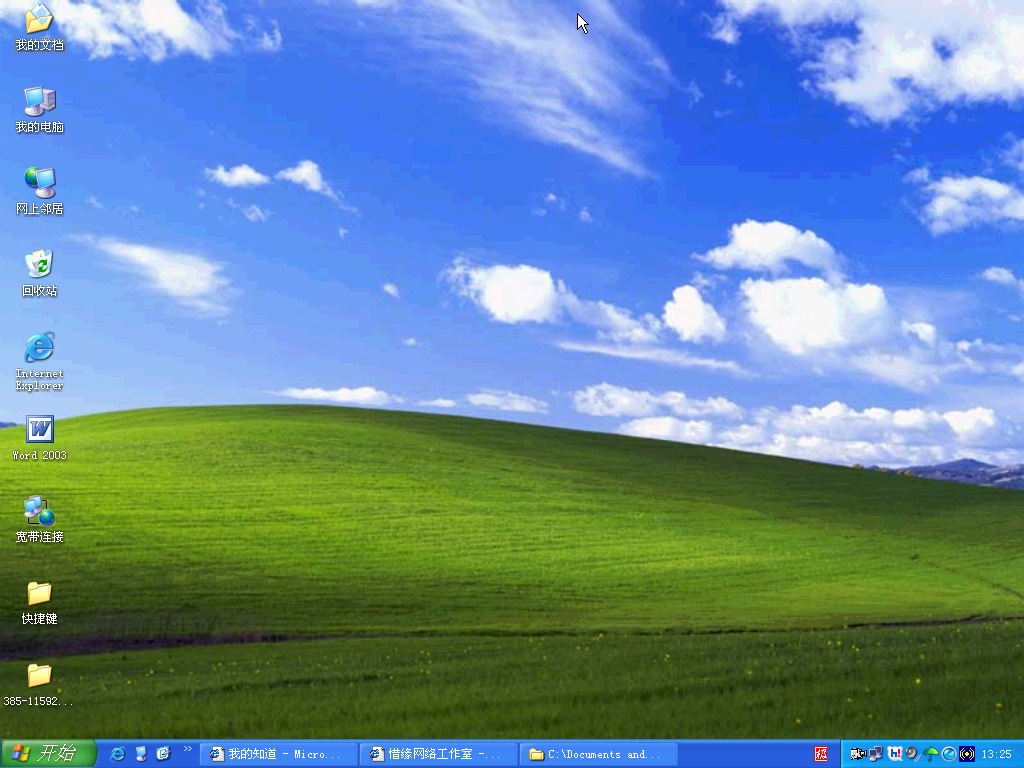 我的文档
我的电脑
网上邻居
回收站
Internet
Explorer
Word 2003
宽带连接
快捷键
385-11592...
开始
我的知道 - Micro...
惜缘网络工作室 -...
C:\Documents and...
13:25